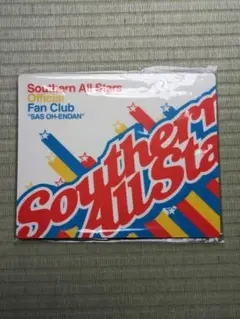 Southern All Stars
Official
Fan Club
"SAS OH-ENDAN"
Southern
All Sta